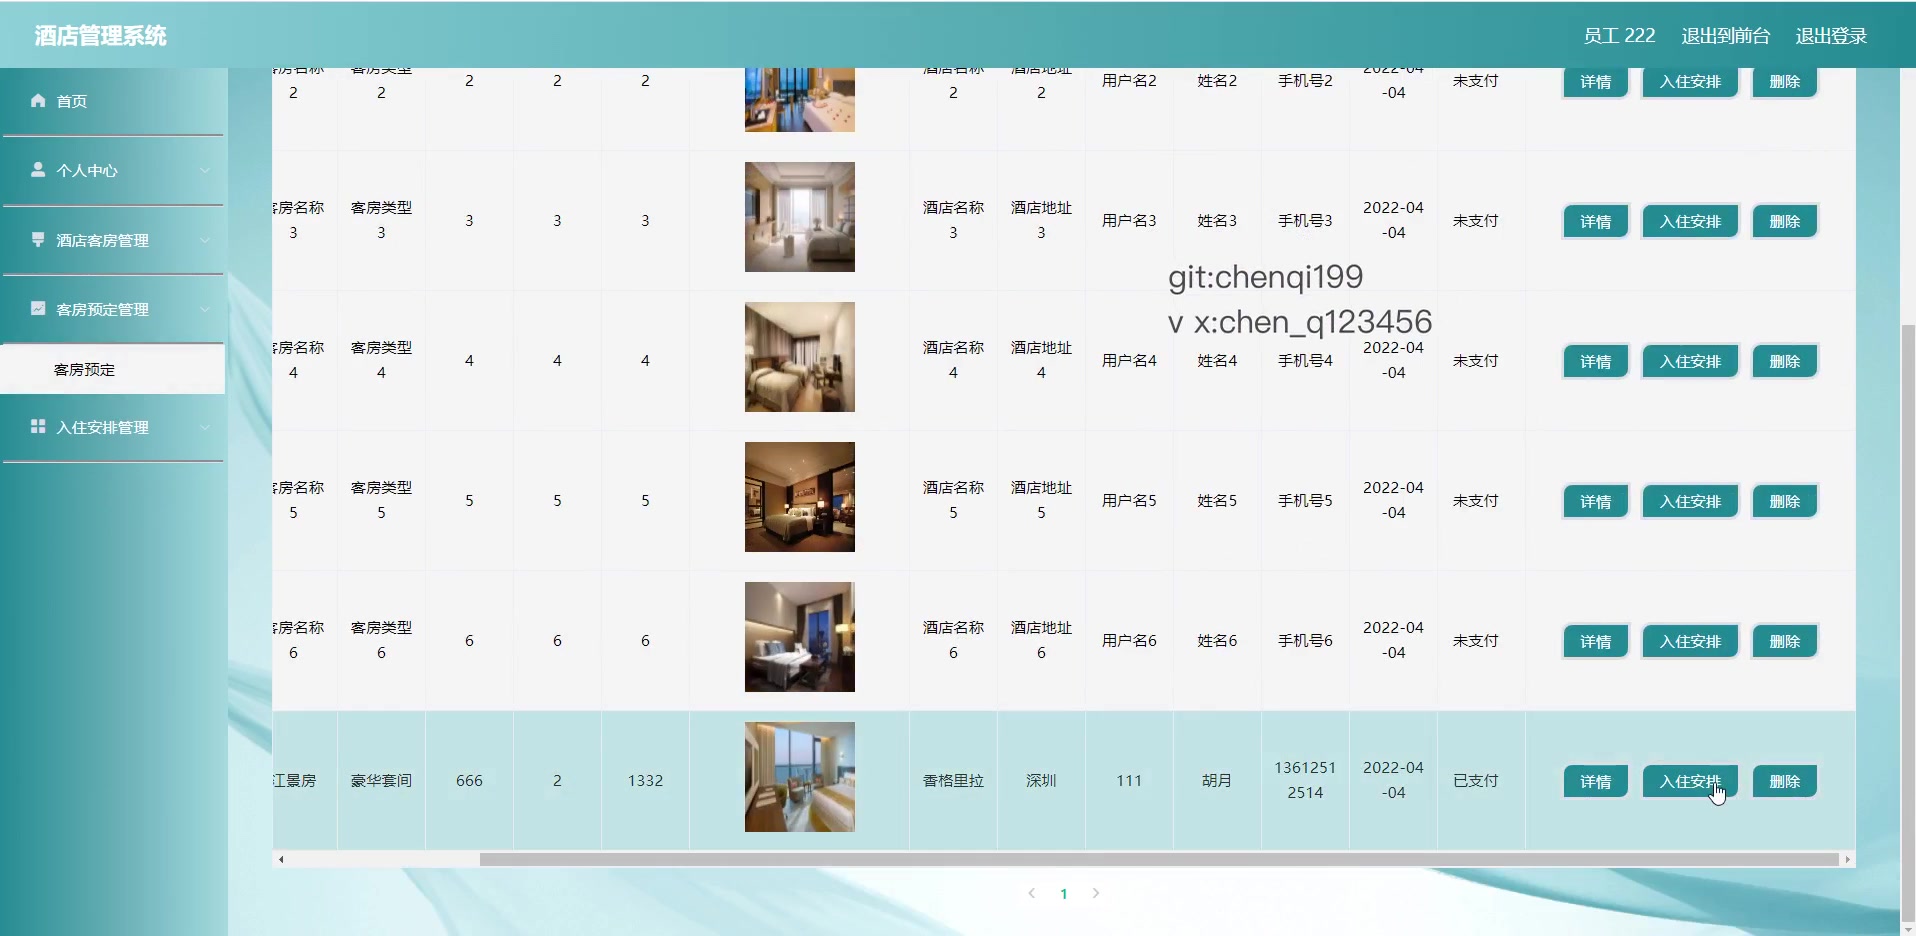 酒店管理系统
员工 222 退出到前台 退出登录
首页
个人中心
酒店客房管理
客房预定管理
客房预定
入住安排管理
客房名称 客房类型 2 2 2 酒店名称 酒店地址 用户名2 姓名2 手机号2 2022-04 未支付 详情 入住安排 删除
2 2 2 2 -04
客房名称 客房类型 3 3 3 酒店名称 酒店地址 用户名3 姓名3 手机号3 2022-04 未支付 详情 入住安排 删除
3 3 3 3 -04
git:chenqi199
v x:chen_q123456
客房名称 客房类型 4 4 4 酒店名称 酒店地址 用户名4 姓名4 手机号4 2022-04 未支付 详情 入住安排 删除
4 4 4 4 -04
客房名称 客房类型 5 5 5 酒店名称 酒店地址 用户名5 姓名5 手机号5 2022-04 未支付 详情 入住安排 删除
5 5 5 5 -04
客房名称 客房类型 6 6 6 酒店名称 酒店地址 用户名6 姓名6 手机号6 2022-04 未支付 详情 入住安排 删除
6 6 6 6 -04
江景房 豪华套间 666 2 1332 香格里拉 深圳 111 胡月 1361251 2022-04 已支付 详情 入住安排 删除
2514 -04
1